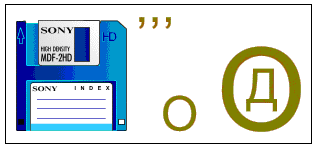 SONY
HIGH DENSITY
MDF-2HD
HD
,,,
SONY INDEX
О
О
Д